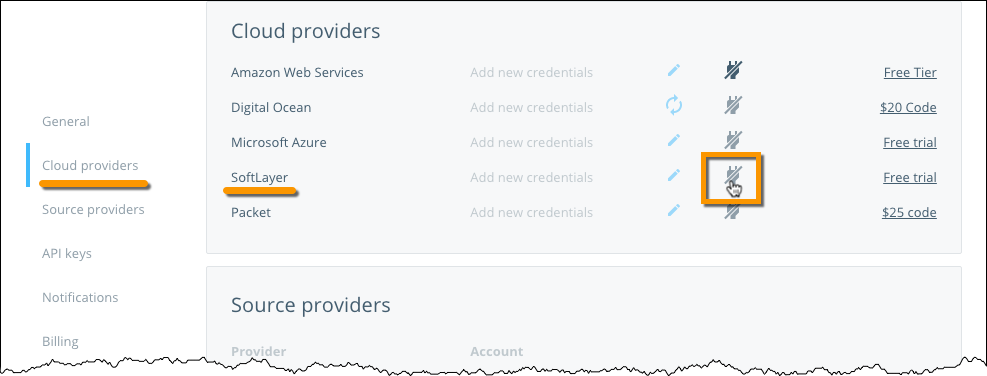 General
Cloud providers
Source providers
API keys
Notifications
Billing
Cloud providers
Amazon Web Services Add new credentials Free Tier
Digital Ocean Add new credentials $20 Code
Microsoft Azure Add new credentials Free trial
SoftLayer Add new credentials Free trial
Packet Add new credentials $25 code
Source providers
Provider Account